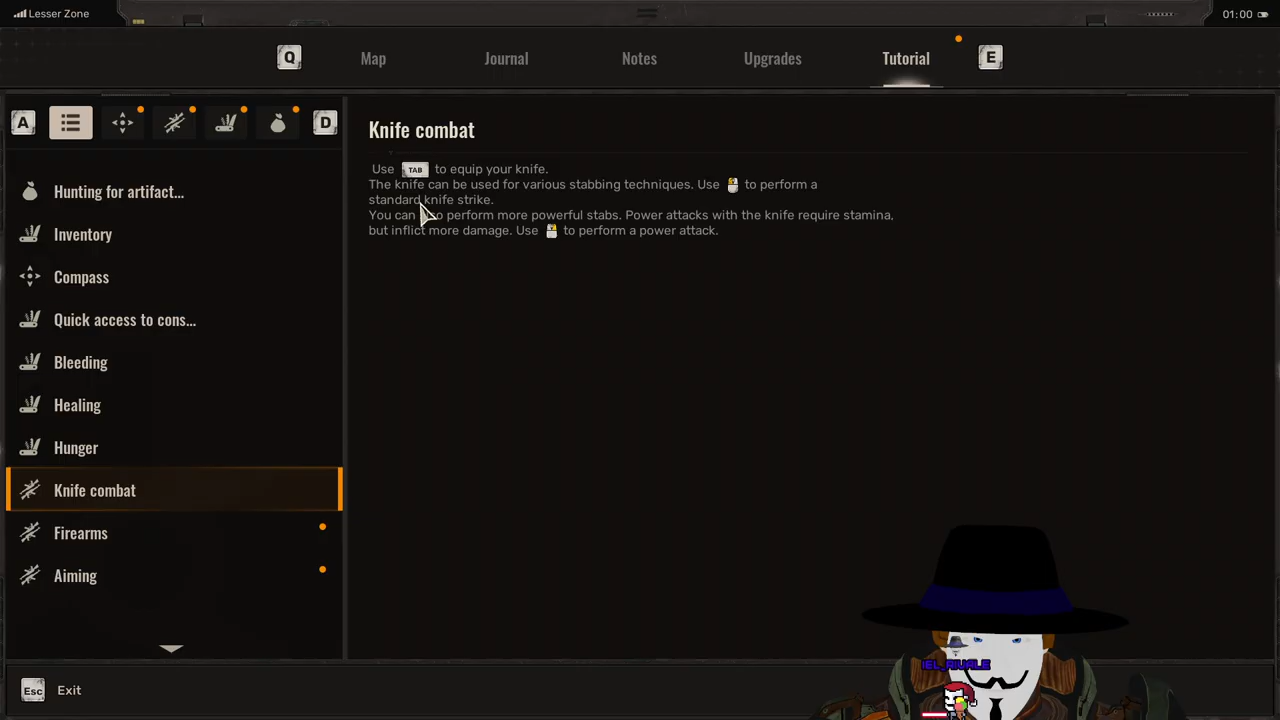 Lesser Zone
01:00
Q
Map
Journal
Notes
Upgrades
Tutorial
E
A
D
Hunting for artifact...
Inventory
Compass
Quick access to cons...
Bleeding
Healing
Hunger
Knife combat
Firearms
Aiming
Knife combat
Use TAB to equip your knife.
The knife can be used for various stabbing techniques. Use to perform a
standard knife strike.
You can also perform more powerful stabs. Power attacks with the knife require stamina,
but inflict more damage. Use to perform a power attack.
Esc Exit